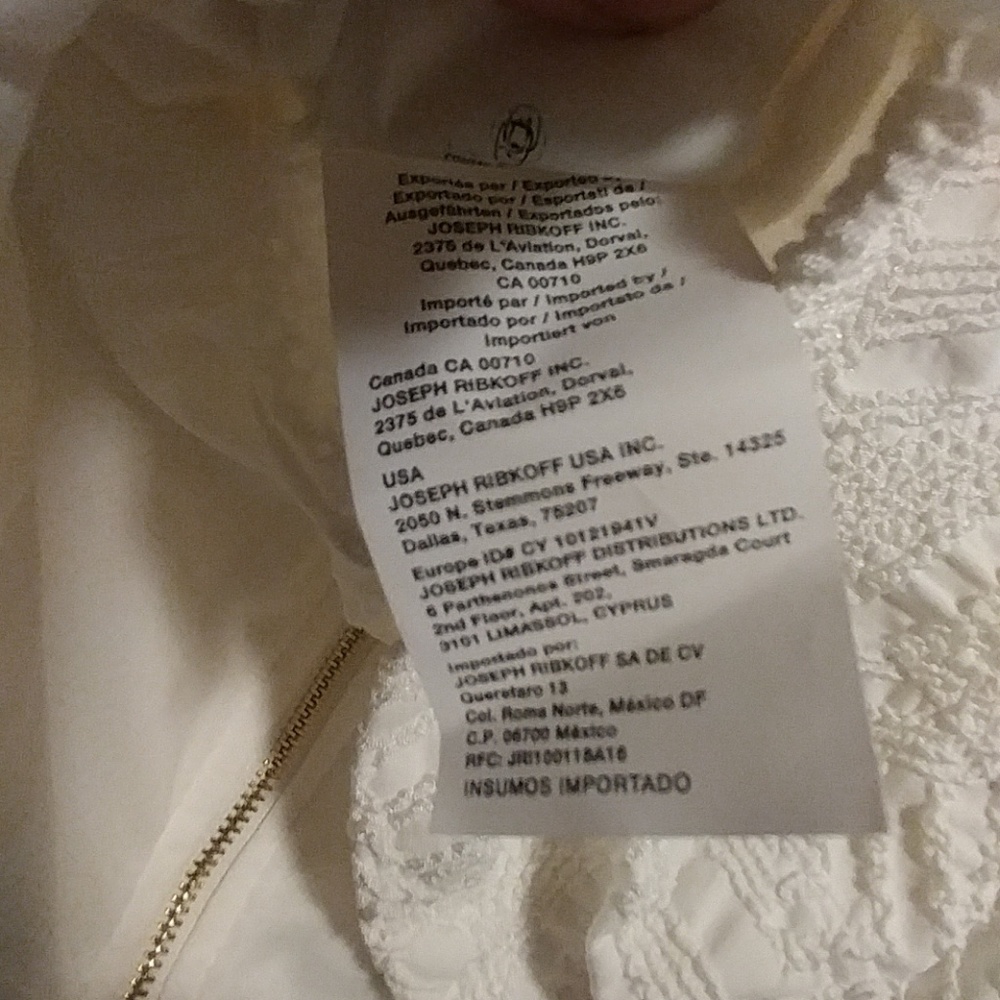 Exportés par / Exported
Exportado por / Esportati da /
Ausgeführten / Exportados pelo:
JOSEPH RIBKOFF INC.
2375 de L'Aviation, Dorval,
Quebec, Canada H9P 2X6
CA 00710
Importé par / Imported by /
Importado por / Importato da /
Importiert von
Canada CA 00710
JOSEPH RIBKOFF INC.
2375 de L'Aviation, Dorval,
Quebec, Canada H9P 2X6
USA
JOSEPH RIBKOFF USA INC.
2050 N. Stemmons Freeway, Ste. 14325
Dallas, Texas, 75207
Europe ID# CY 10121941V
JOSEPH RIBKOFF DISTRIBUTIONS LTD.
6 Parthenonos Street, Smaragda Court
2nd Floor, Apt. 202,
3101 LIMASSOL, CYPRUS
Importado por:
JOSEPH RIBKOFF SA DE CV
Queretaro 13
Col. Roma Norte, México DF
C.P. 06700 México
RFC:
INSUMOS IMPORTADO